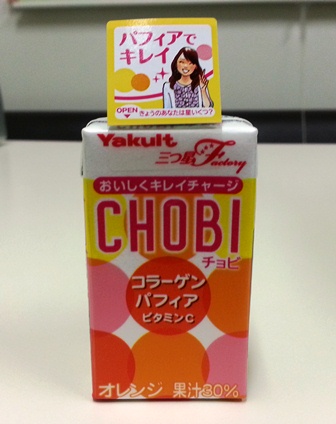 パフィアで
キレイ
OPEN きょうのあなたは星いくつ?
Yakult
三つ星Factory
おいしくキレイチャージ
CHOBI
チョビ
コラーゲン
パフィア
ビタミンC
オレンジ 果汁30%